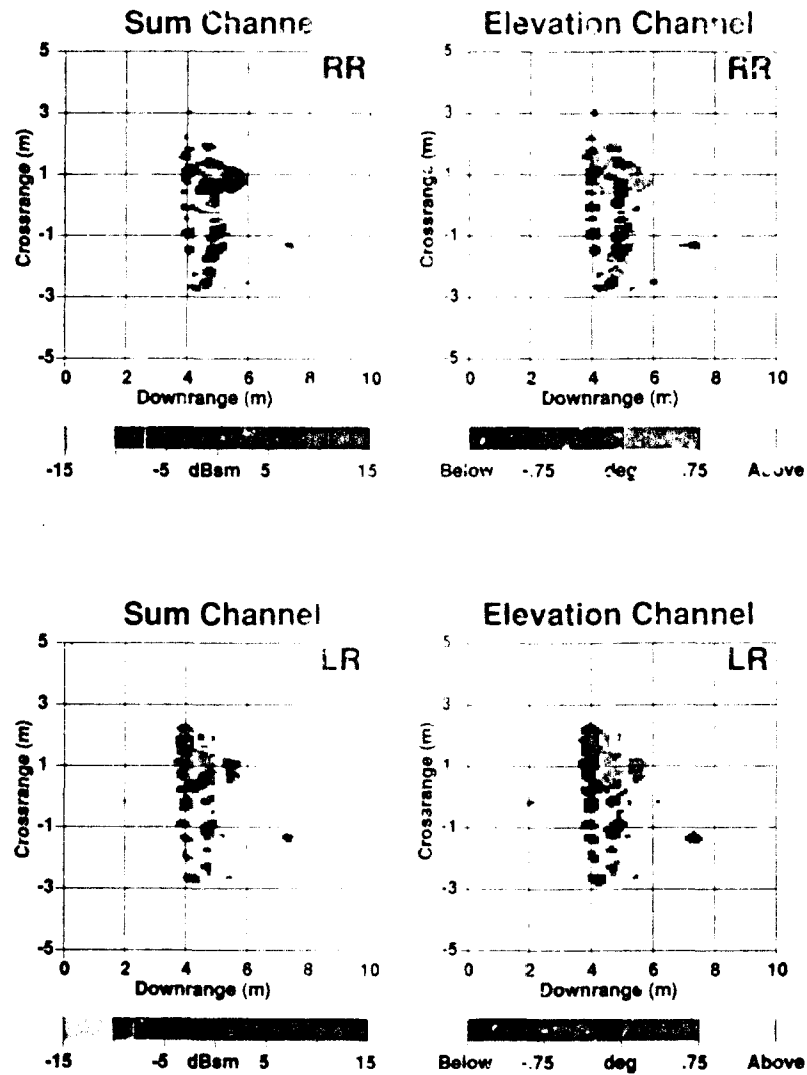 Sum Channe
Elevation Channel
5
RR
3
1
-1
-3
-5
0 2 4 6 8 10
Crossrange (m)
Downrange (m)
-15 -5 dBsm 5 15
5
RR
3
1
-1
-3
-5
0 2 4 6 8 10
Crossrange (m)
Downrange (m)
Below -.75 deg .75
Sum Channel
Elevation Channel
5
LR
3
1
-1
-3
-5
0 2 4 6 8 10
Crossrange (m)
Downrange (m)
-15 -5 dBsm 5 15
5
LR
3
1
-1
-3
-5
0 2 4 6 8 10
Crossrange (m)
Downrange (m)
Below -.75 deg .75 Above